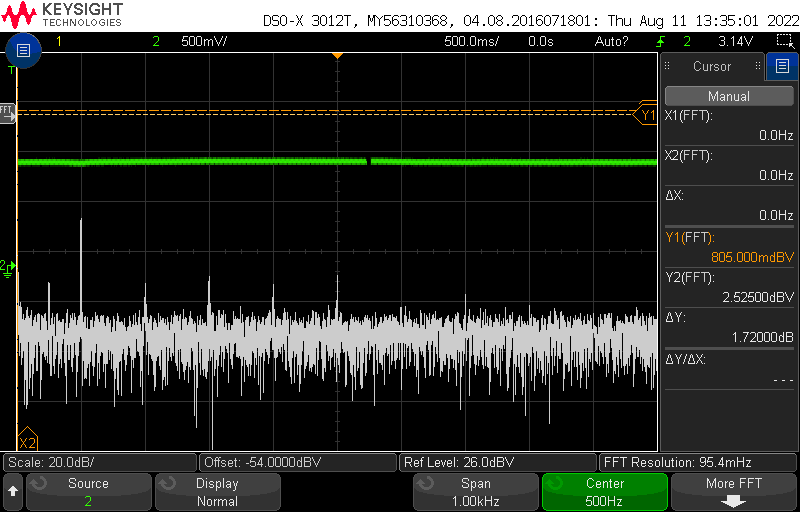 KEYSIGHT
TECHNOLOGIES
DSO-X 3012T, MY56310368, 04.08.2016071801: Thu Aug 11 13:35:01 2022
1 2 500mV/ 500.0ms/ 0.0s Auto? 2 3.14V
T
Cursor
FFT
Y1
Manual
X1(FFT):
0.0Hz
X2(FFT):
0.0Hz
ΔX:
0.0Hz
Y1(FFT):
805.000mdBV
2
Y2(FFT):
2.52500dBV
ΔY:
1.72000dB
ΔY/ΔX:
- - -
X2
Scale: 20.0dB/ Offset: -54.0000dBV Ref Level: 26.0dBV FFT Resolution: 95.4mHz
Source Display Span Center More FFT
2 Normal 1.00kHz 500Hz